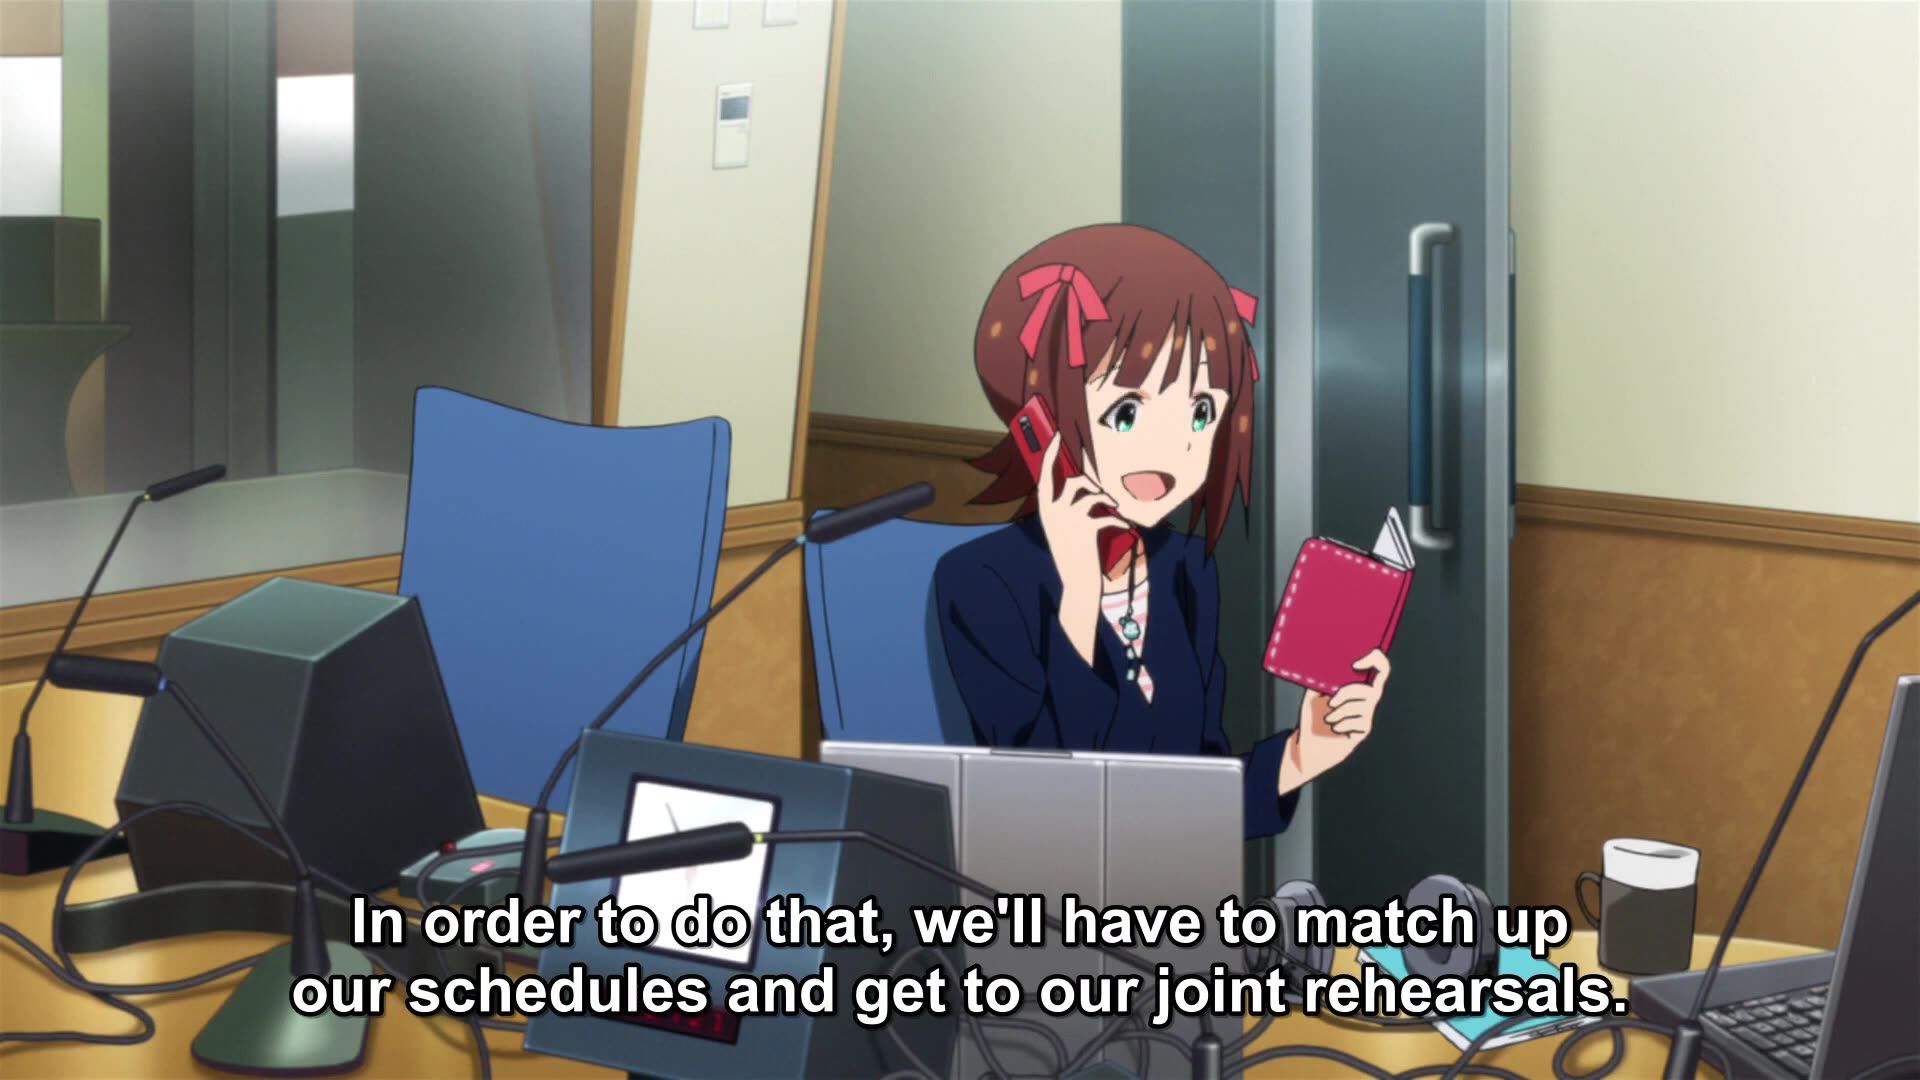 In order to do that, we'll have to match up
our schedules and get to our joint rehearsals.